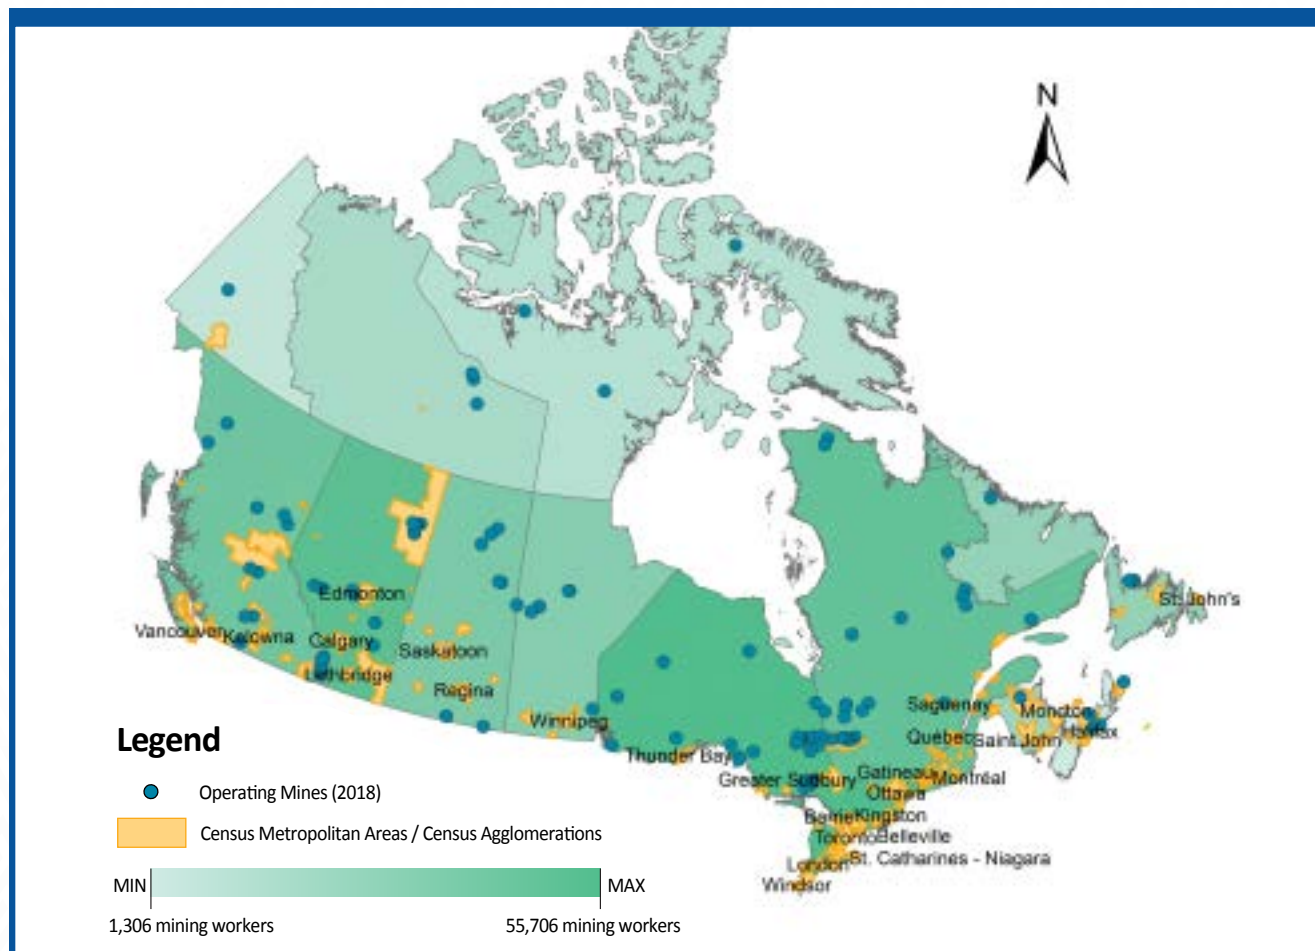 N
Edmonton
St. John's
Vancouver
Kelowna
Calgary
Saskatoon
Lethbridge
Regina
Winnipeg
Saguenay
Moncton
Québec
Saint John
Halifax
Thunder Bay
Greater Sudbury
Gatineau
Montréal
Ottawa
Barrie
Kingston
Toronto
Belleville
London
St. Catharines - Niagara
Windsor
Legend
Operating Mines (2018)
Census Metropolitan Areas / Census Agglomerations
MIN
MAX
1,306 mining workers
55,706 mining workers